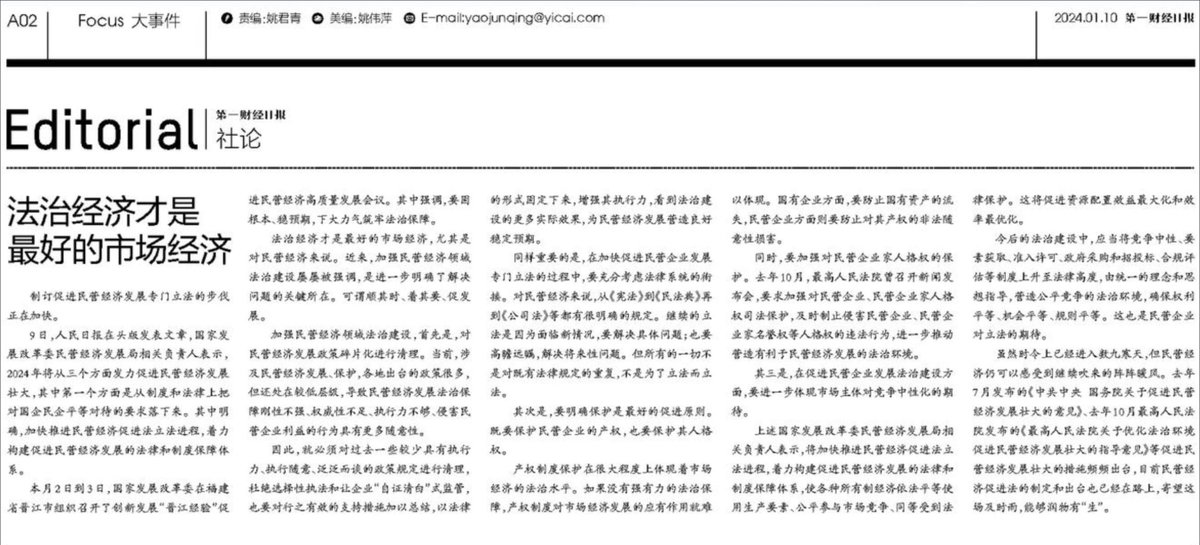 A02
Focus 大事件
责编:姚君青
美编:姚伟萍
E-mail:yaojunqing@yicai.com
2024.01.10 第一财经日报
Editorial
第一财经日报
社论
法治经济才是
最好的市场经济
制订促进民营经济发展专门立法的步伐
正在加快。
9日,人民日报在头版发表文章,国家发
展改革委民营经济发展局相关负责人表示,
2024年将从三个方面发力促进民营经济发展
壮大,其中第一个方面是从制度和法律上把
对国企民企平等对待的要求落下来。其中明
确,加快推进民营经济促进法立法进程,着力
构建促进民营经济发展的法律和制度保障体
系。
本月2日到3日,国家发展改革委在福建
省晋江市组织召开了创新发展“晋江经验”促
进民营经济高质量发展会议。其中强调,要固
根本、稳预期,下大力气筑牢法治保障。
法治经济才是最好的市场经济,尤其是
对民营经济来说。近来,加强民营经济领域
法治建设屡屡被强调,是进一步明确了解决
问题的关键所在。可谓顺其时、着其要、促发
展。
加强民营经济领域法治建设,首先是,对
民营经济发展政策碎片化进行清理。当前,涉
及民营经济发展、保护,各地出台的政策很多,
但还处在较低层级,导致民营经济发展法治保
障刚性不强、权威性不足、执行力不够、侵害民
营企业利益的行为具有更多随意性。
因此,就必须对过去一些较少具有执行
力、执行随意、泛泛而谈的政策规定进行清理,
杜绝选择性执法和让企业“自证清白”式监管,
也要对行之有效的支持措施加以总结,以法律
的形式固定下来,增强其执行力,看到法治建
设的更多实际效果,为民营经济发展营造良好
稳定预期。
同样重要的是,在加快促进民营企业发展
专门立法的过程中,要充分考虑法律系统的衔
接。对民营经济来说,从《宪法》到《民法典》再
到《公司法》等都有很明确的规定。继续的立
法是因为面临新情况,要解决具体问题;也要
高瞻远瞩,解决将来性问题。但所有的一切不
是对既有法律规定的重复,不是为了立法而立
法。
其次是,要明确保护是最好的促进原则。
既要保护民营企业的产权,也要保护其人格
权。
产权制度保护在很大程度上体现着市场
经济的法治水平。如果没有强有力的法治保
障,产权制度对市场经济发展的应有作用就难
以体现。国有企业方面,要防止国有资产的流
失,民营企业方面则要防止对其产权的非法随
意性损害。
同时,要加强对民营企业家人格权的保
护。去年10月,最高人民法院曾召开新闻发
布会,要求加强对民营企业、民营企业家人格
权司法保护,及时制止侵害民营企业、民营企
业家名誉权等人格权的违法行为,进一步推动
营造有利于民营经济发展的法治环境。
其三是,在促进民营企业发展法治建设方
面,要进一步体现市场主体对竞争中性化的期
待。
上述国家发展改革委民营经济发展局相
关负责人表示,将加快推进民营经济促进法立
法进程,着力构建促进民营经济发展的法律和
制度保障体系,使各种所有制经济依法平等使
用生产要素、公平参与市场竞争、同等受到法
律保护。这将促进资源配置效益最大化和效
率最优化。
今后的法治建设中,应当将竞争中性、要
素获取、准入许可、政府采购和招投标、合规评
估等制度上升至法律高度,由统一的理念和思
想指导,营造公平竞争的法治环境,确保权利
平等、机会平等、规则平等。这也是民营企业
对立法的期待。
虽然时令上已经进入数九寒天,但民营经
济仍可以感受到继续吹来的阵阵暖风。去年
7月发布的《中共中央 国务院关于促进民营
经济发展壮大的意见》、去年10月最高人民法
院发布的《最高人民法院关于优化法治环境
促进民营经济发展壮大的指导意见》等促进民
营经济发展壮大的措施频频出台,目前民营经
济促进法的制定和出台也已经在路上,寄望这
场及时雨,能够润物有“生”。